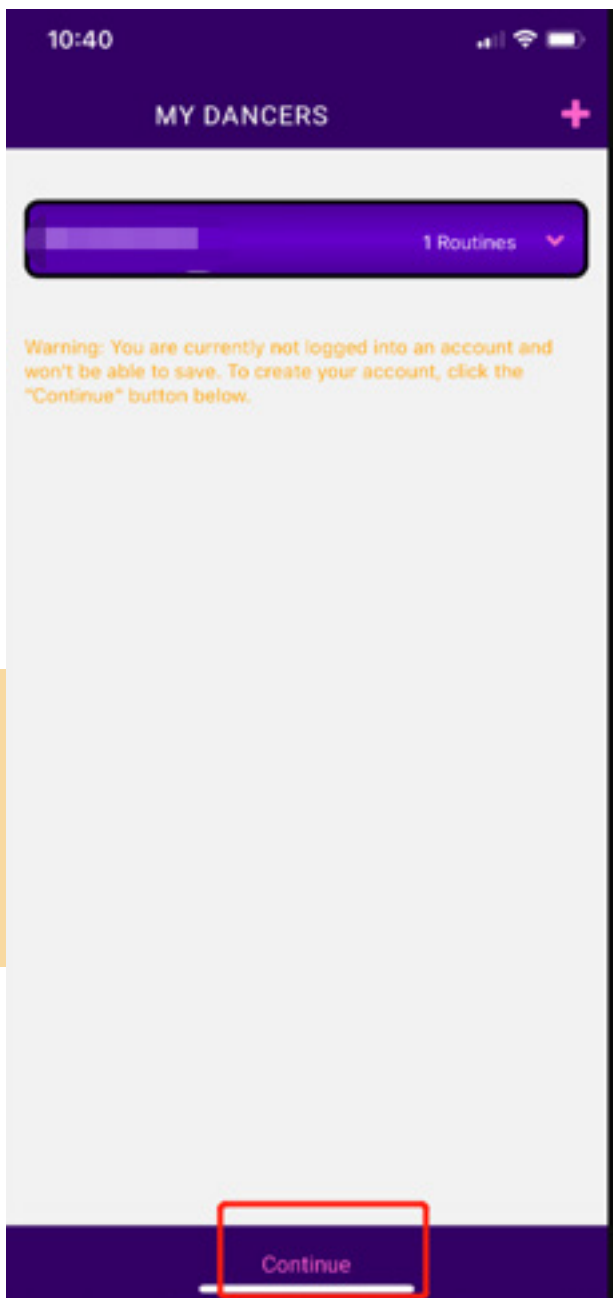 10:40
MY DANCERS
1 Routines
Warning: You are currently not logged into an account and
won't be able to save. To create your account, click the
"Continue" button below.
Continue